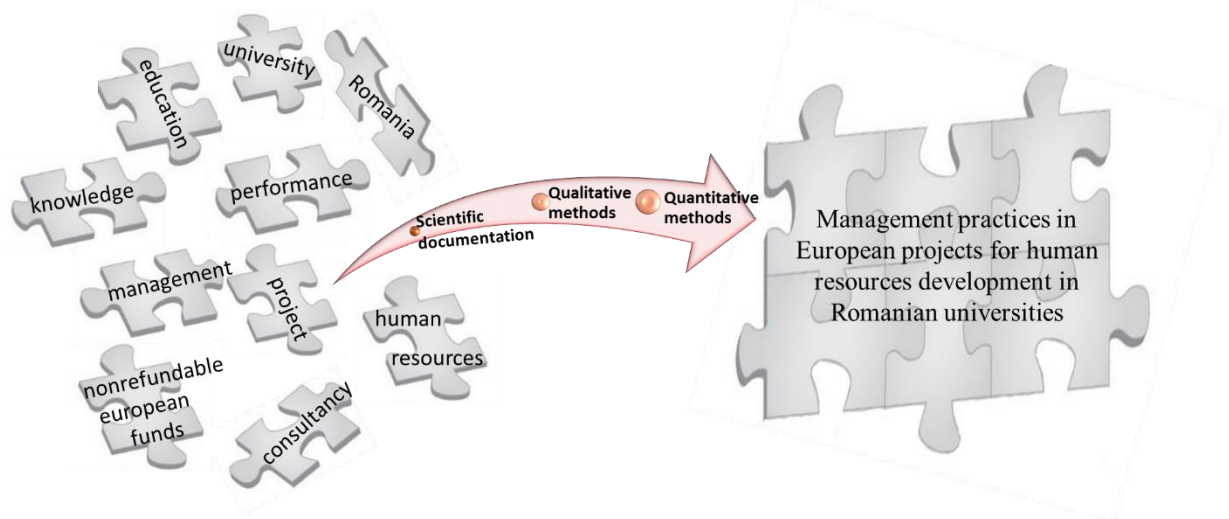 education
university
Romania
knowledge
performance
management
project
human
resources
nonrefundable
european
funds
consultancy
Scientific
documentation
Qualitative
methods
Quantitative
methods
Management practices in
European projects for human
resources development in
Romanian universities